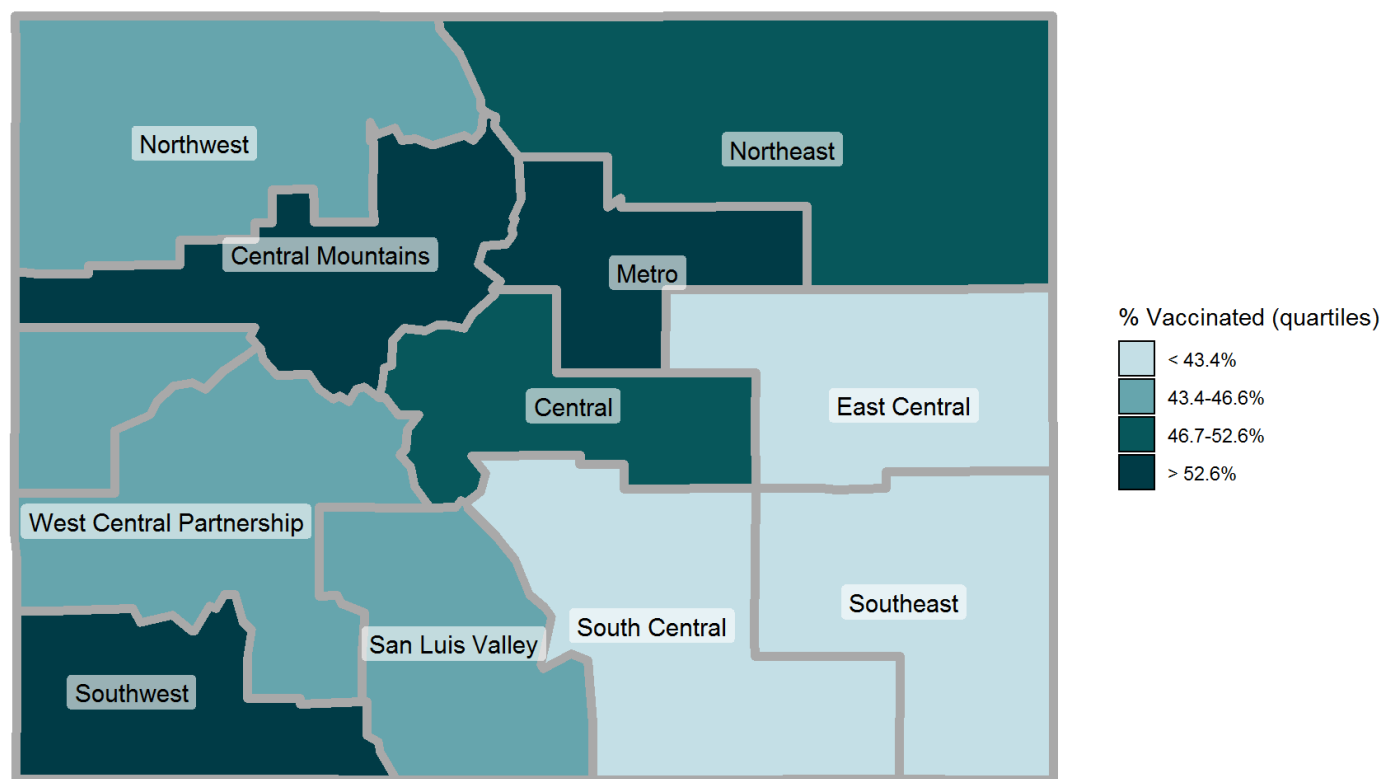 Northwest
Northeast
Central Mountains
Metro
% Vaccinated (quartiles)
< 43.4%
43.4-46.6%
46.7-52.6%
> 52.6%
Central
East Central
West Central Partnership
Southeast
South Central
San Luis Valley
Southwest